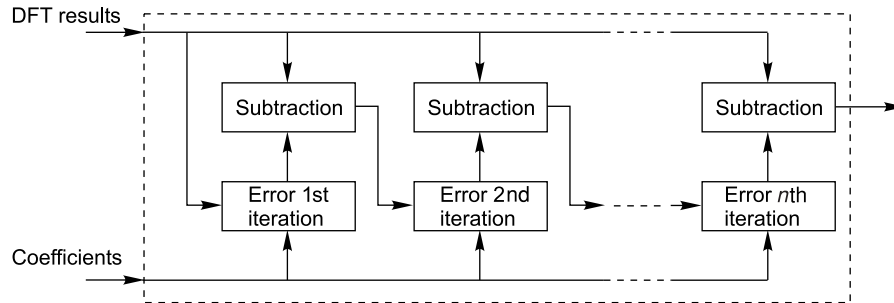 DFT results
Subtraction
Subtraction
Subtraction
Error 1st
iteration
Error 2nd
iteration
Error nth
iteration
Coefficients